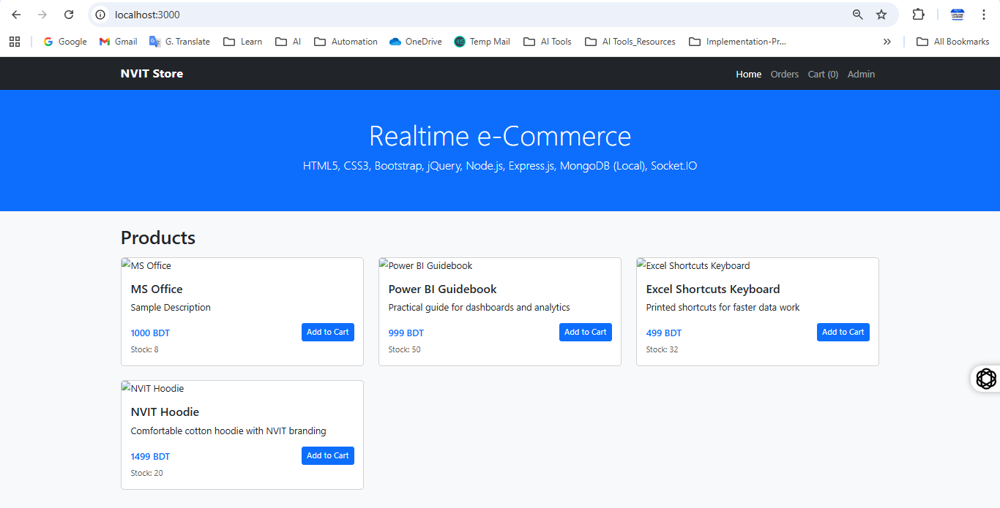 localhost:3000
Google Gmail G. Translate Learn AI Automation OneDrive Temp Mail AI Tools AI Tools_Resources Implementation-Pr... » All Bookmarks
NVIT Store Home Orders Cart (0) Admin
Realtime e-Commerce
HTML5, CSS3, Bootstrap, jQuery, Node.js, Express.js, MongoDB (Local), Socket.IO
Products
MS Office
MS Office
Sample Description
1000 BDT Add to Cart
Stock: 8
Power BI Guidebook
Power BI Guidebook
Practical guide for dashboards and analytics
999 BDT Add to Cart
Stock: 50
Excel Shortcuts Keyboard
Excel Shortcuts Keyboard
Printed shortcuts for faster data work
499 BDT Add to Cart
Stock: 32
NVIT Hoodie
NVIT Hoodie
Comfortable cotton hoodie with NVIT branding
1499 BDT Add to Cart
Stock: 20